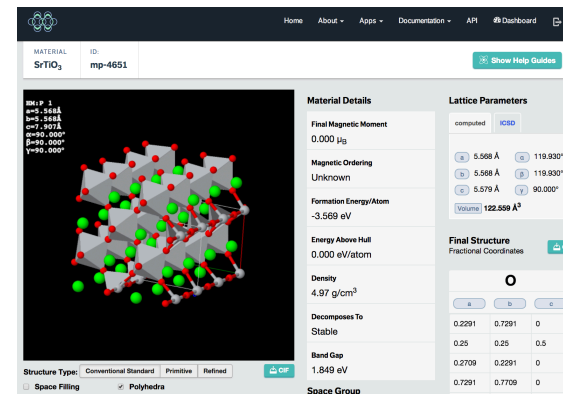 Home About Apps Documentation API Dashboard
MATERIAL ID:
SrTiO₃ mp-4651
Show Help Guides
HM:P 1
a=5.568Å
b=5.568Å
c=7.907Å
α=90.000°
β=90.000°
γ=90.000°
Structure Type: Conventional Standard Primitive Refined CIF
Space Filling Polyhedra
Material Details
Final Magnetic Moment
0.000 μB
Magnetic Ordering
Unknown
Formation Energy/Atom
-3.569 eV
Energy Above Hull
0.000 eV/atom
Density
4.97 g/cm³
Decomposes To
Stable
Band Gap
1.849 eV
Space Group
Lattice Parameters
computed ICSD
a 5.568 Å α 119.930°
b 5.568 Å β 119.930°
c 5.579 Å γ 90.000°
Volume 122.559 Å³
Final Structure
Fractional Coordinates
O
a b c
0.2291 0.7291 0
0.25 0.25 0.5
0.2709 0.2291 0
0.7291 0.7709 0